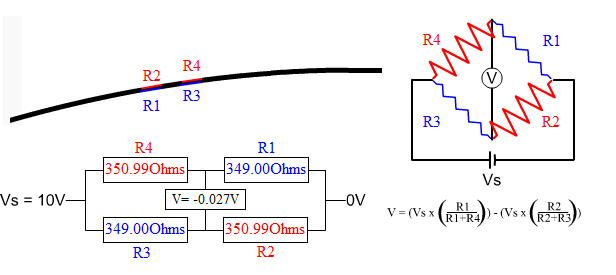 R2 R4
R1 R3
R4 R1
350.99Ohms 349.00Ohms
Vs = 10V V= -0.027V 0V
349.00Ohms 350.99Ohms
R3 R2
R4 R1
V
R3 R2
Vs
V = (Vs x (R1/R1+R4)) - (Vs x (R2/R2+R3))